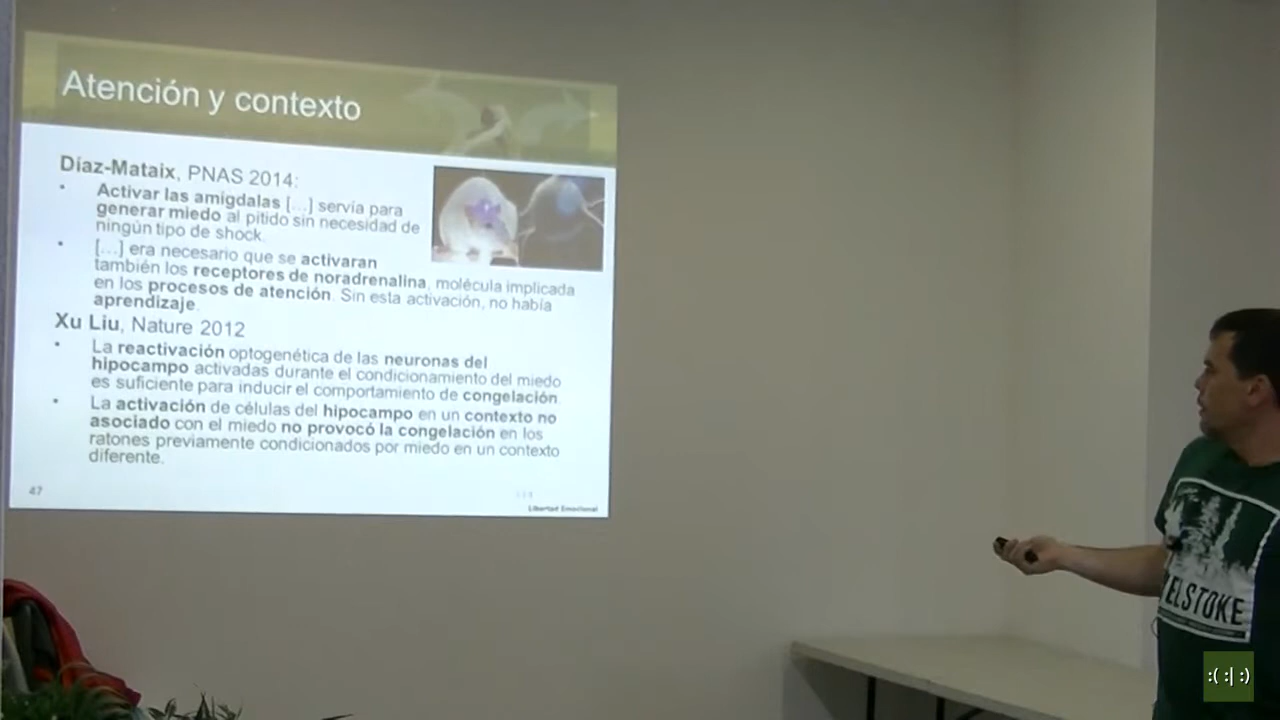 Atención y contexto
Díaz-Mataix, PNAS 2014:
• Activar las amígdalas [...] servía para
generar miedo al pitido sin necesidad de
ningún tipo de shock.
• [...] era necesario que se activaran
también los receptores de noradrenalina, molécula implicada
en los procesos de atención. Sin esta activación, no había
aprendizaje.
Xu Liu, Nature 2012
• La reactivación optogenética de las neuronas del
hipocampo activadas durante el condicionamiento del miedo
es suficiente para inducir el comportamiento de congelación.
• La activación de células del hipocampo en un contexto no
asociado con el miedo no provocó la congelación en los
ratones previamente condicionados por miedo en un contexto
diferente.
47
Libertad Emocional
ELSTOKE
:( :| :)